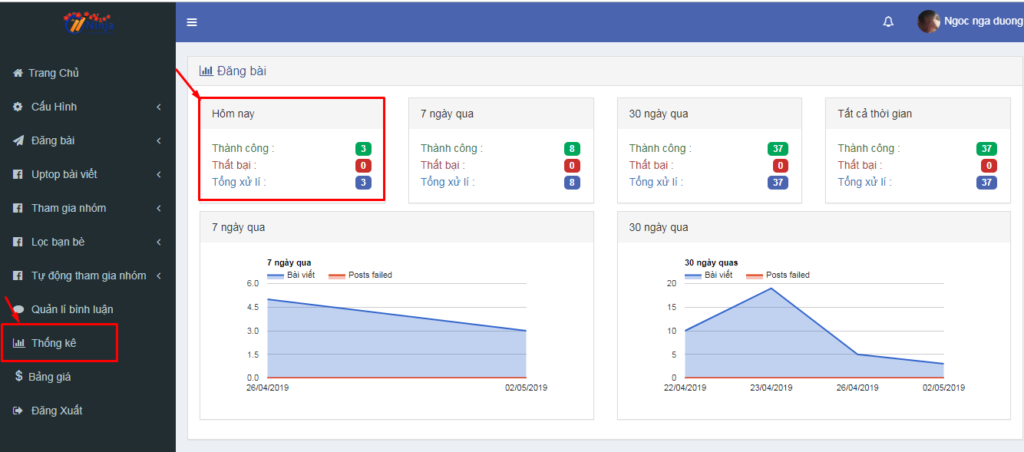 Ngoc nga duong
Trang Chủ
Cấu Hình
Đăng bài
Uptop bài viết
Tham gia nhóm
Lọc bạn bè
Tự động tham gia nhóm
Quản lí bình luận
Thống kê
Bảng giá
Đăng Xuất
Đăng bài
Hôm nay
Thành công : 3
Thất bại : 0
Tổng xử lí : 3
7 ngày qua
Thành công : 8
Thất bại : 0
Tổng xử lí : 8
30 ngày qua
Thành công : 37
Thất bại : 0
Tổng xử lí : 37
Tất cả thời gian
Thành công : 37
Thất bại : 0
Tổng xử lí : 37
7 ngày qua
7 ngày qua
Bài viết Posts failed
6.0
4.5
3.0
1.5
0.0
26/04/2019 02/05/2019
30 ngày qua
30 ngày quas
Bài viết Posts failed
20
15
10
5
0
22/04/2019 23/04/2019 26/04/2019 02/05/2019